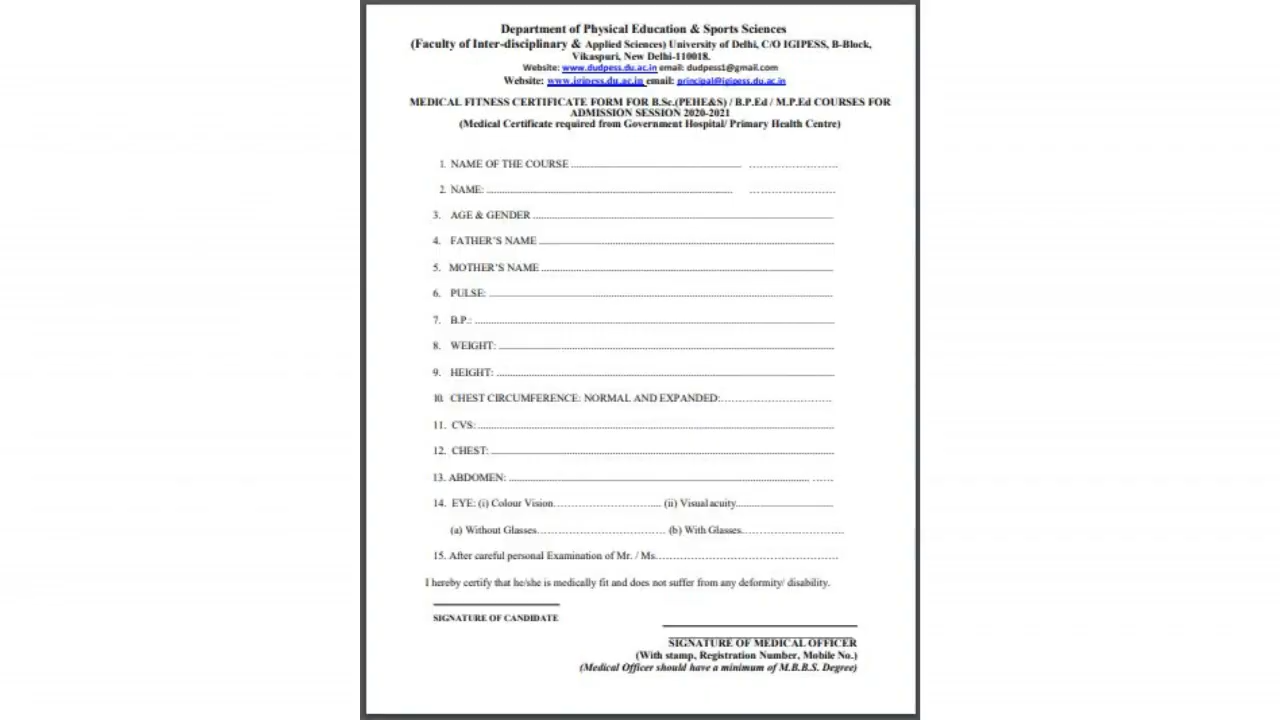 Department of Physical Education & Sports Sciences
(Faculty of Inter-disciplinary & Applied Sciences) University of Delhi, C/O IGIPESS, B-Block,
Vikaspuri, New Delhi-110018.
Website: www.dudpess.du.ac.in email: dudpess1@gmail.com
Website: www.igipess.du.ac.in email: principal@igipess.du.ac.in
MEDICAL FITNESS CERTIFICATE FORM FOR B.Sc.(PEHE&S) / B.P.Ed / M.P.Ed COURSES FOR
ADMISSION SESSION 2020-2021
(Medical Certificate required from Government Hospital/ Primary Health Centre)
1. NAME OF THE COURSE ........................................................ ..........................
2. NAME: ........................................................ ..........................
3. AGE & GENDER ........................................................
4. FATHER'S NAME ........................................................
5. MOTHER'S NAME ........................................................
6. PULSE: ........................................................
7. B.P.: ........................................................
8. WEIGHT: ........................................................
9. HEIGHT: ........................................................
10. CHEST CIRCUMFERENCE: NORMAL AND EXPANDED:..............................
11. CVS: ........................................................
12. CHEST: ........................................................
13. ABDOMEN: ........................................................ ......
14. EYE: (i) Colour Vision.............................. (ii) Visual acuity..............................
(a) Without Glasses.............................. (b) With Glasses..............................
15. After careful personal Examination of Mr. / Ms..............................
I hereby certify that he/she is medically fit and does not suffer from any deformity/ disability.
SIGNATURE OF CANDIDATE
SIGNATURE OF MEDICAL OFFICER
(With stamp, Registration Number, Mobile No.)
(Medical Officer should have a minimum of M.B.B.S. Degree)